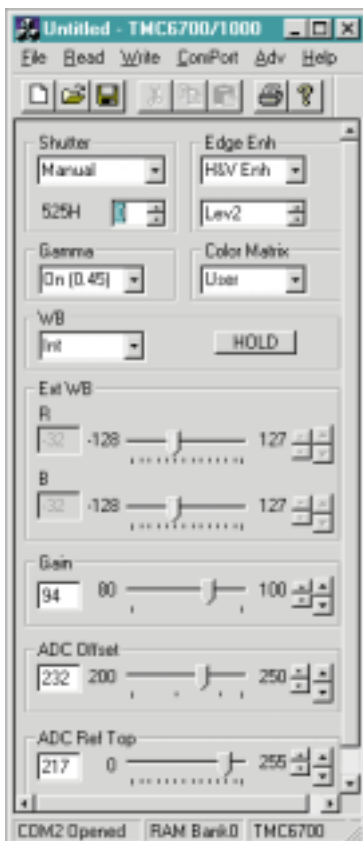 Untitled - TMC6700/1000
File Read Write ComPort Adv Help
Shutter
Manual
525H 0
Edge Enh
H&V Enh
Lev2
Gamma
On (0.45)
Color Matrix
User
WB
Int
HOLD
Ext WB
R
-32 -128 127
B
-32 -128 127
Gain
94 80 100
ADC Offset
232 200 250
ADC Ref Top
217 0 255
COM2 Opened RAM Bank0 TMC6700